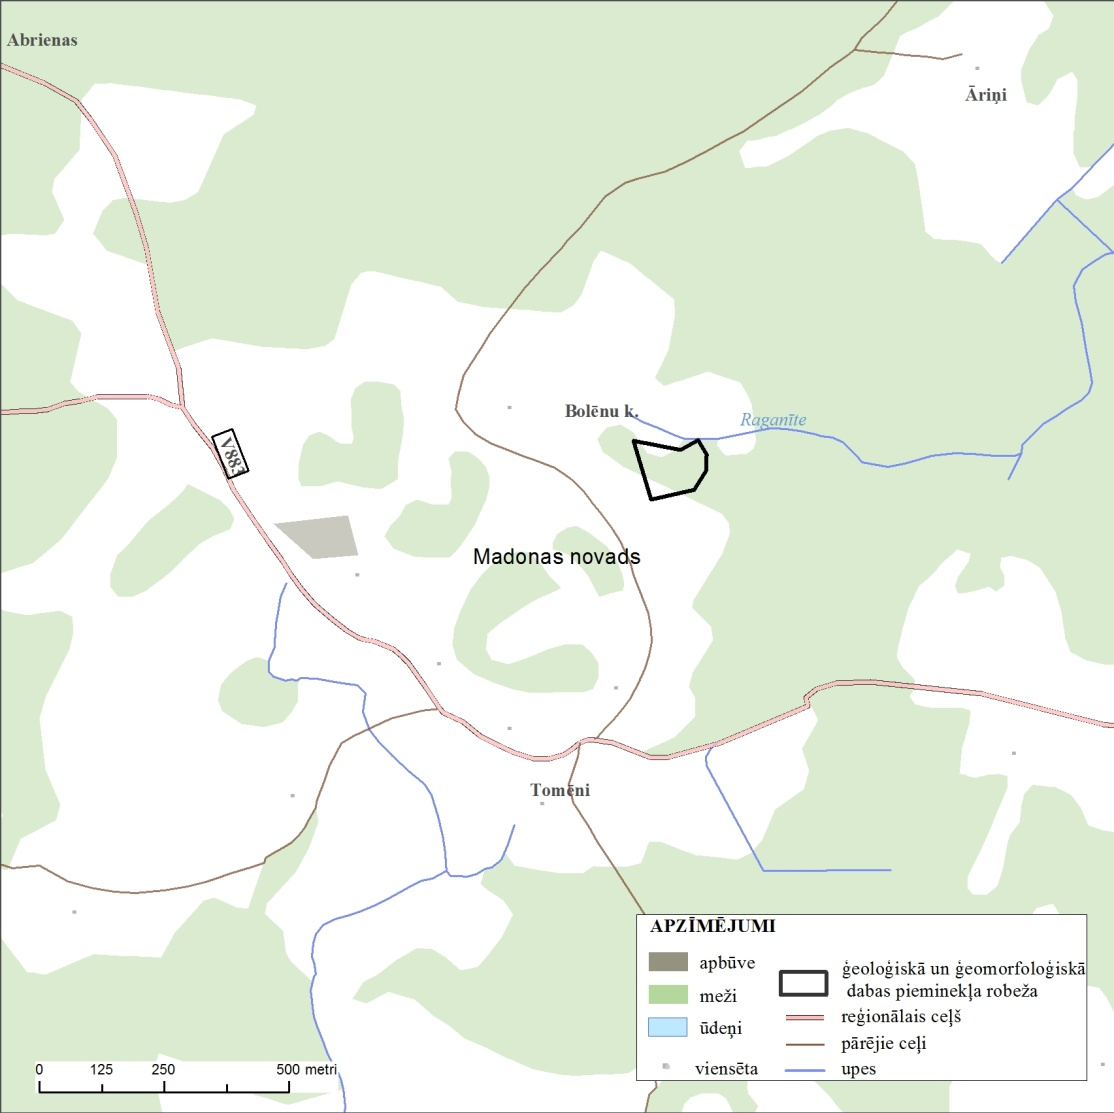 Abrienas
Āriņi
Bolēnu k.
Raganīte
V883
Madonas novads
Tomēni
APZĪMĒJUMI
apbūve
meži
ūdeņi
viensēta
ģeoloģiskā un ģeomorfoloģiskā
dabas pieminekļa robeža
reģionālais ceļš
pārējie ceļi
upes
0 125 250 500 metri